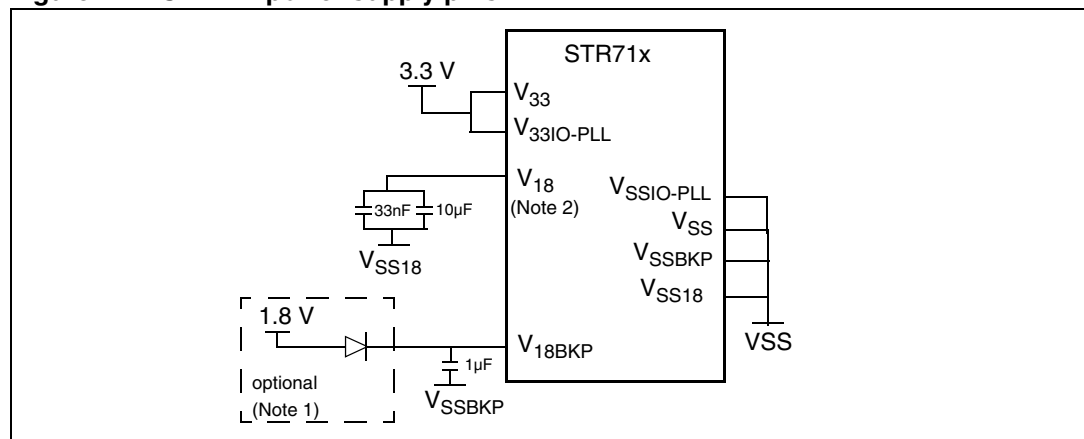 STR71x
3.3 V
V33
V33IO-PLL
V18
(Note 2)
33nF
10µF
VSS18
VSSIO-PLL
VSS
VSSBKP
VSS18
VSS
1.8 V
optional
(Note 1)
V18BKP
1µF
VSSBKP